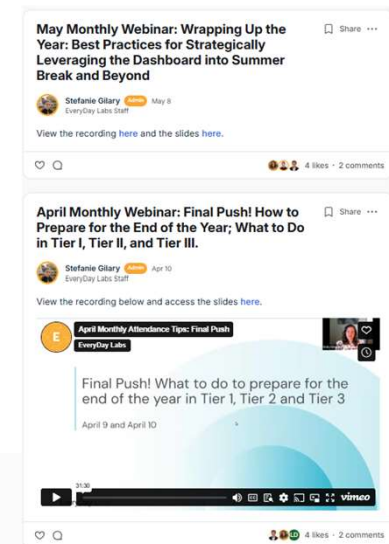 May Monthly Webinar: Wrapping Up the
Year: Best Practices for Strategically
Leveraging the Dashboard into Summer
Break and Beyond
Share
Stefanie Gilary Admin May 8
EveryDay Labs Staff
View the recording here and the slides here.
4 likes · 2 comments
April Monthly Webinar: Final Push! How to
Prepare for the End of the Year; What to Do
in Tier I, Tier II, and Tier III.
Share
Stefanie Gilary Admin Apr 10
EveryDay Labs Staff
View the recording below and access the slides here.
E
April Monthly Attendance Tips: Final Push
EveryDay Labs
Final Push! What to do to prepare for the
end of the year in Tier 1, Tier 2 and Tier 3
April 9 and April 10
31:30
CC
vimeo
4 likes · 2 comments